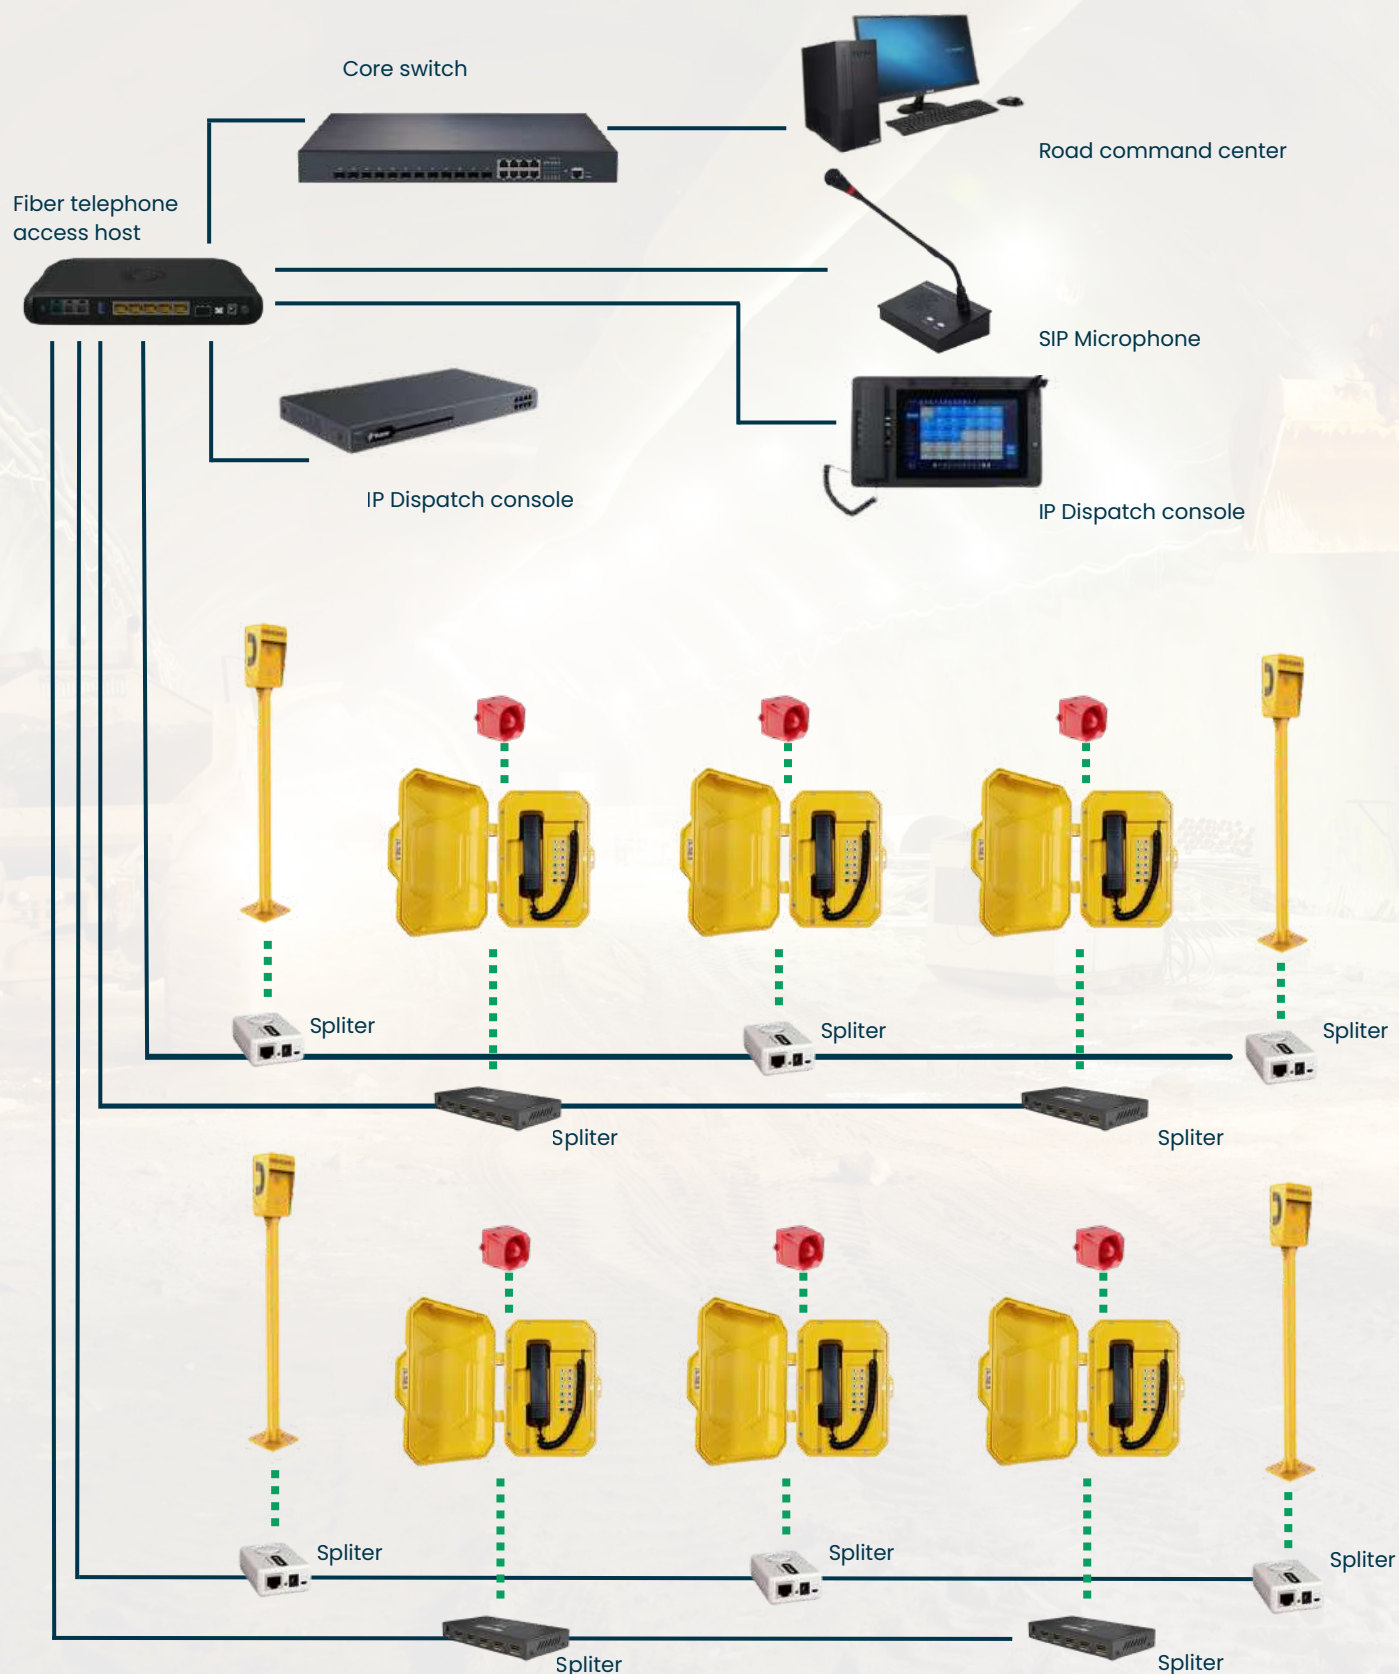 Core switch
Road command center
Fiber telephone
access host
SIP Microphone
IP Dispatch console
IP Dispatch console
Spliter
Spliter
Spliter
Spliter
Spliter
Spliter
Spliter
Spliter
Spliter
Spliter